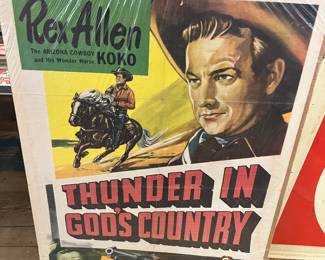 Rex Allen
The ARIZONA COWBOY
and His Wonder Horse KOKO
THUNDER IN
GOD'S COUNTRY